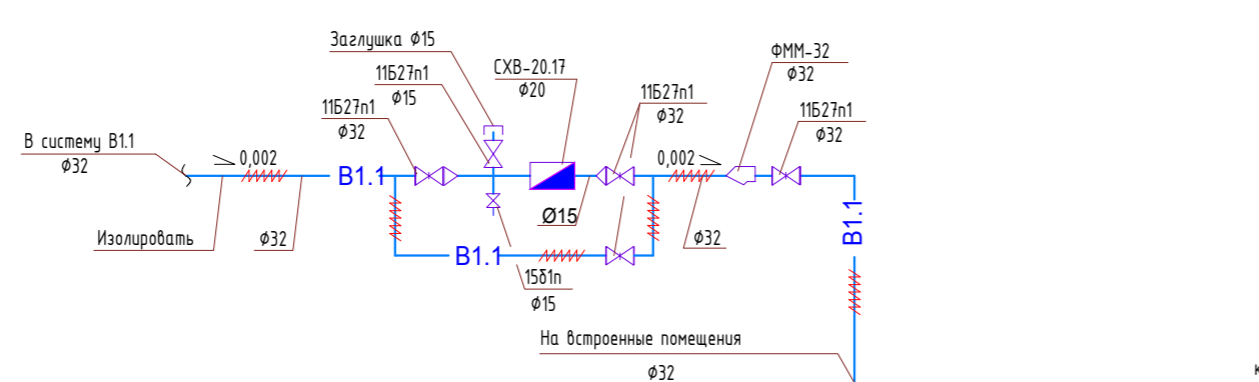 Заглушка Ф15
11Б27п1
Ф15
СХВ-20.17
Ф20
ФММ-32
Ф32
11Б27п1
Ф32
11Б27п1
Ф32
11Б27п1
Ф32
В систему В1.1
Ф32
0,002
0,002
В1.1
Изолировать
Ф32
Ø15
Ф32
В1.1
В1.1
15б1п
Ф15
На встроенные помещения
Ф32